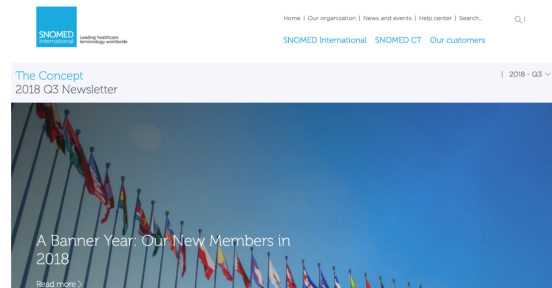 Home | Our organization | News and events | Help center | Search...
SNOMED
International
Leading healthcare
terminology, worldwide
SNOMED International SNOMED CT Our customers
The Concept
| 2018 - Q3
2018 Q3 Newsletter
A Banner Year: Our New Members in
2018
Read more >